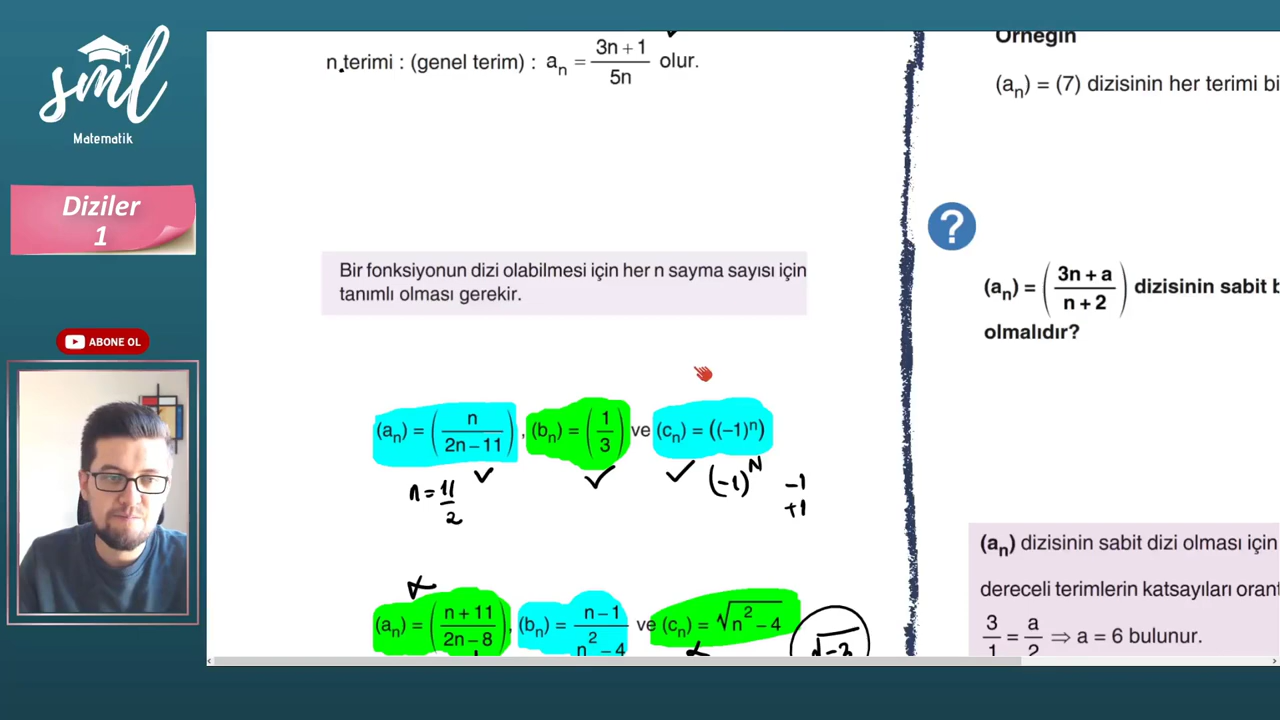 sml
Matematik
Diziler
1
ABONE OL
n.terimi : (genel terim) : aₙ = (3n + 1)/(5n) olur.
Bir fonksiyonun dizi olabilmesi için her n sayma sayısı için
tanımlı olması gerekir.
(aₙ) = (n/(2n – 11)) , (bₙ) = (1/3) ve (cₙ) = ((–1)ⁿ)
n = 11/2
(-1)ᴺ
-1
+1
(aₙ) = ((n + 11)/(2n – 8)), (bₙ) = (n – 1)/(n² – 4) ve (cₙ) = √(n² – 4)
√-3
Örneğin
(aₙ) = (7) dizisinin her terimi bi
?
(aₙ) = ((3n + a)/(n + 2)) dizisinin sabit
olmalıdır?
(aₙ) dizisinin sabit dizi olması için
dereceli terimlerin katsayıları orant
3/1 = a/2 ⇒ a = 6 bulunur.